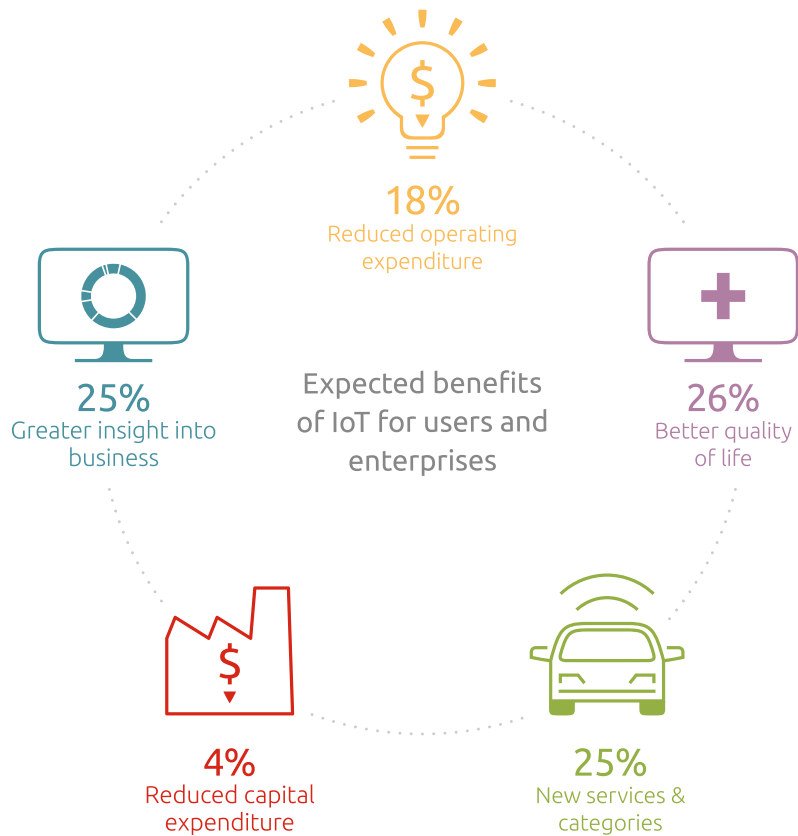 $
18%
Reduced operating
expenditure
25%
Greater insight into
business
Expected benefits
of IoT for users and
enterprises
26%
Better quality
of life
$
4%
Reduced capital
expenditure
25%
New services &
categories